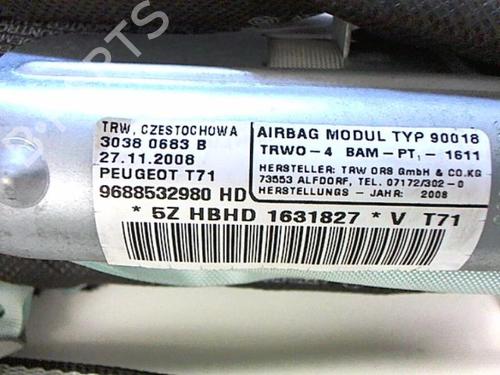 TRW, CZESTOCHOWA
3038 0683 B
27.11.2008
PEUGEOT T71
9688532980 HD
AIRBAG MODUL TYP 90018
TRWO-4 BAM-PT₁-1611
HERSTELLER: TRW ORS GmbH & CO.KG
73553 ALFDORF, TEL. 07172/302-0
HERSTELLUNGS - JAHR: 2008
* 5Z HBHD 1631827 * V T71